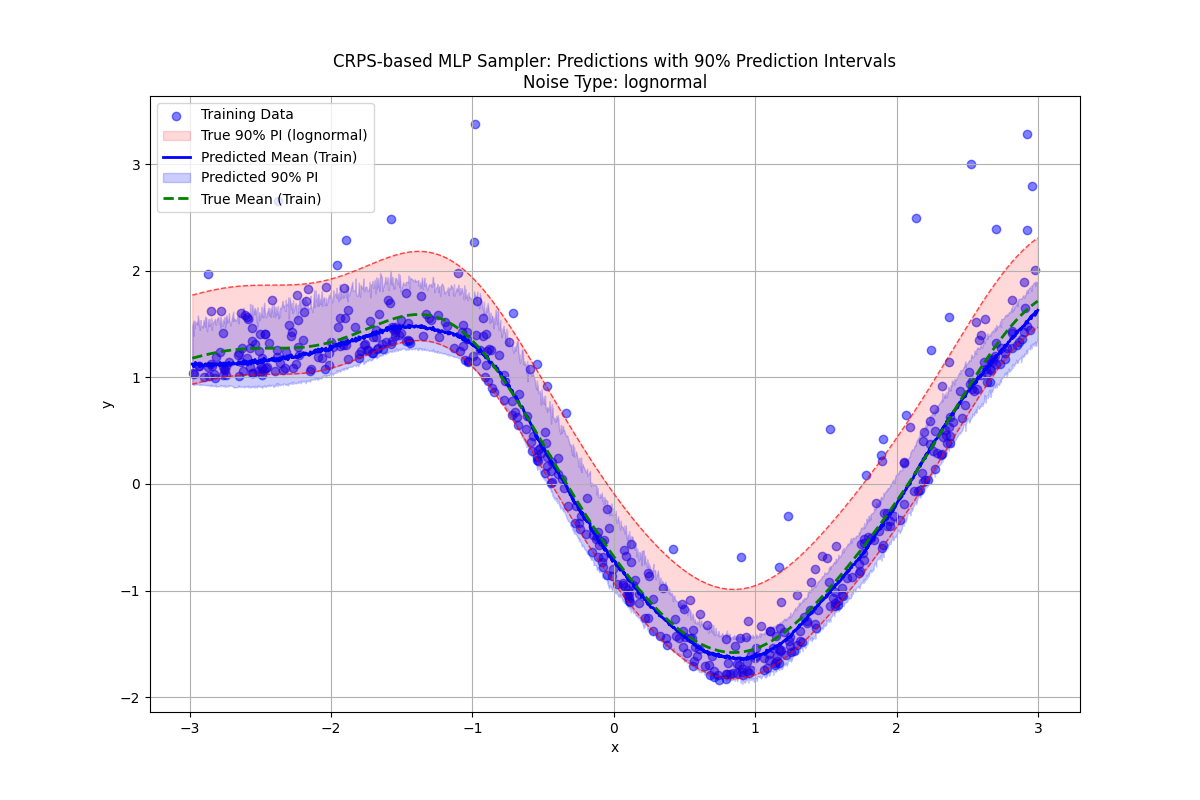 CRPS-based MLP Sampler: Predictions with 90% Prediction Intervals
Noise Type: lognormal
Training Data
True 90% PI (lognormal)
Predicted Mean (Train)
Predicted 90% PI
True Mean (Train)
y
3
2
1
0
−1
−2
−3 −2 −1 0 1 2 3
x